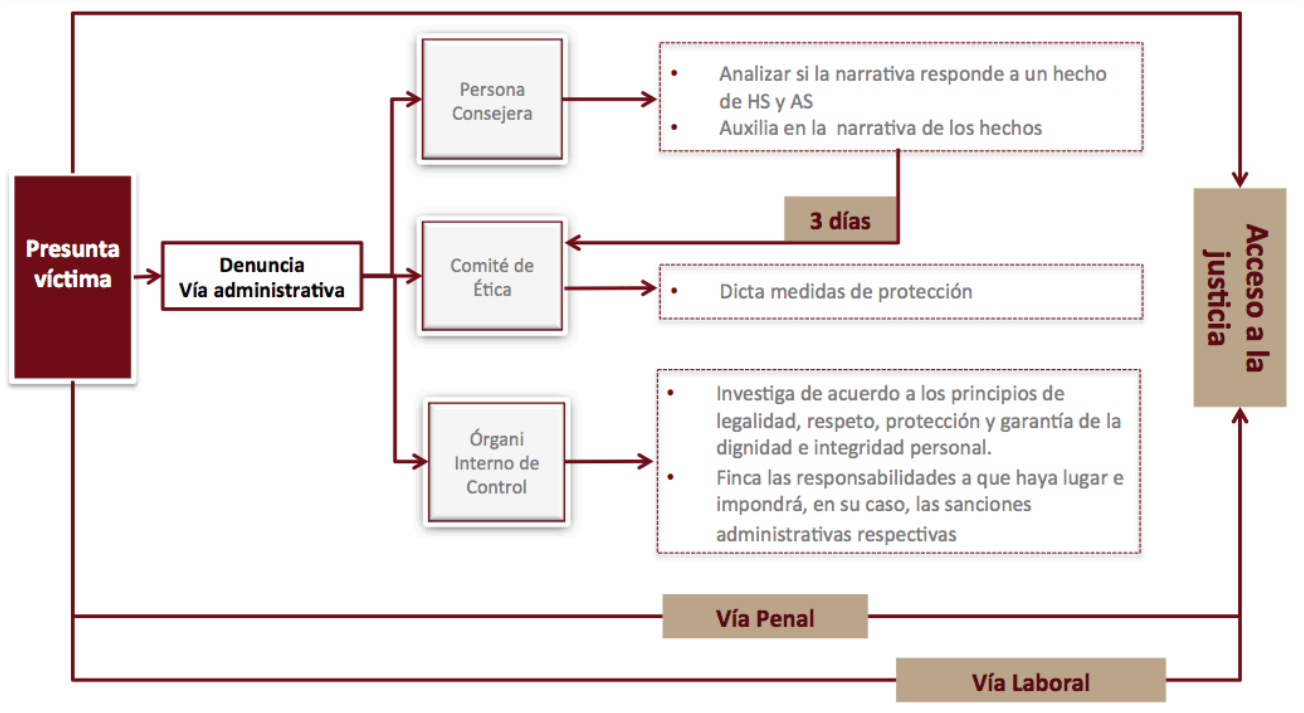 Presunta
víctima
Denuncia
Vía administrativa
Persona
Consejera
• Analizar si la narrativa responde a un hecho
de HS y AS
• Auxilia en la narrativa de los hechos
3 días
Comité de
Ética
• Dicta medidas de protección
Órgani
Interno de
Control
• Investiga de acuerdo a los principios de
legalidad, respeto, protección y garantía de la
dignidad e integridad personal.
• Finca las responsabilidades a que haya lugar e
impondrá, en su caso, las sanciones
administrativas respectivas
Acceso a la
justicia
Vía Penal
Vía Laboral